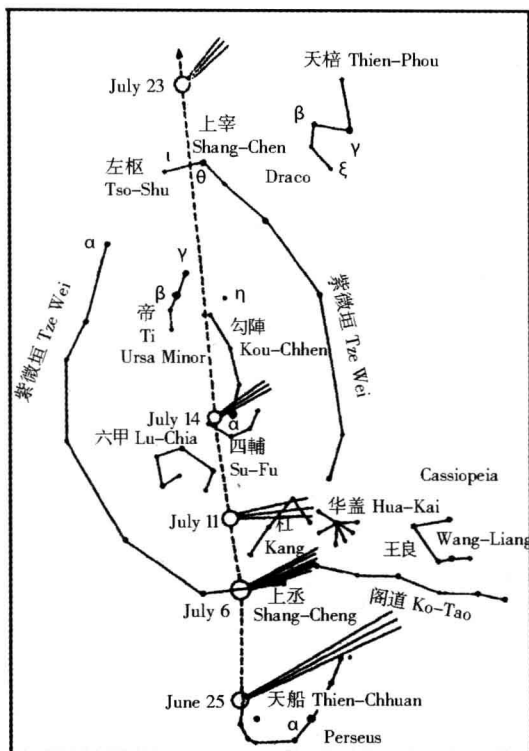 July 23
天棓 Thien-Phou
β
γ
ξ
Draco
上宰
Shang-Chen
ι
θ
左枢
Tso-Shu
α
γ
β
η
帝
Ti
Ursa Minor
勾陣
Kou-Chhen
紫微垣 Tze Wei
紫微垣 Tze Wei
July 14
α
六甲 Lu-Chia
四輔
Su-Fu
Cassiopeia
July 11
华盖 Hua-Kai
杠
Kang
王良
Wang-Liang
July 6
上丞
Shang-Cheng
阁道 Ko-Tao
June 25
天船 Thien-Chhuan
α
Perseus